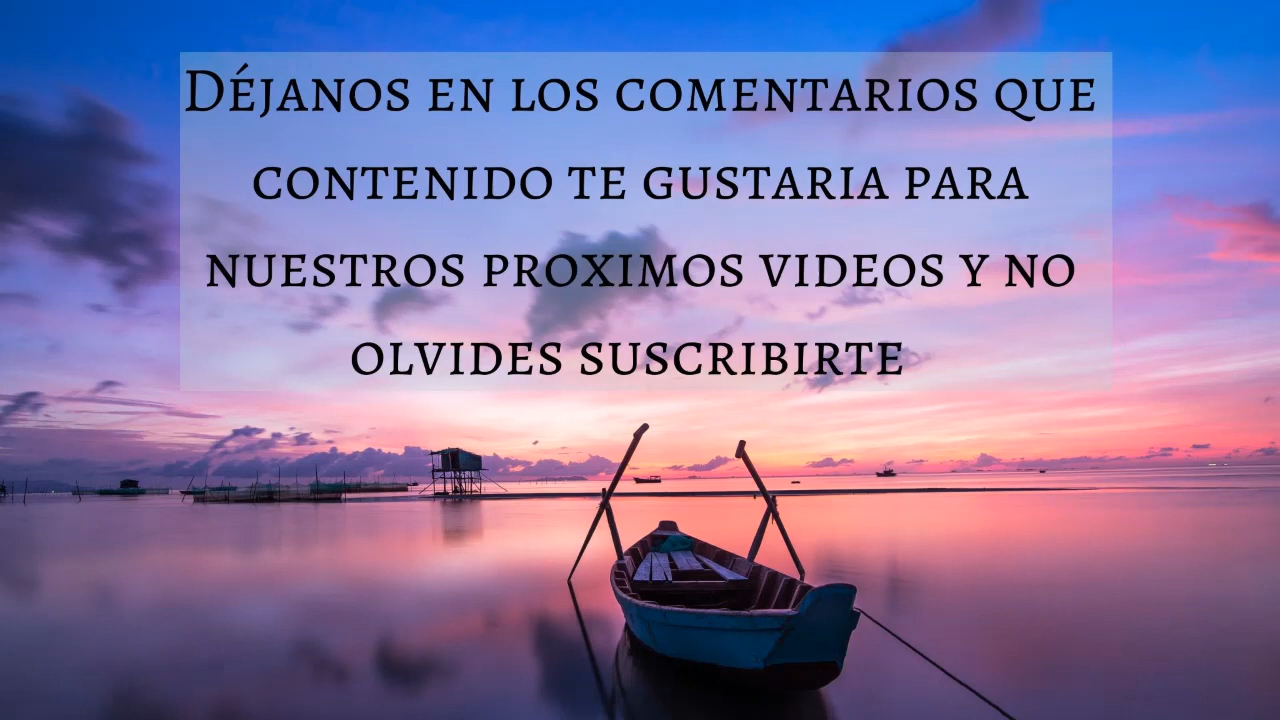 Déjanos en los comentarios que
contenido te gustaria para
nuestros proximos videos y no
olvides suscribirte